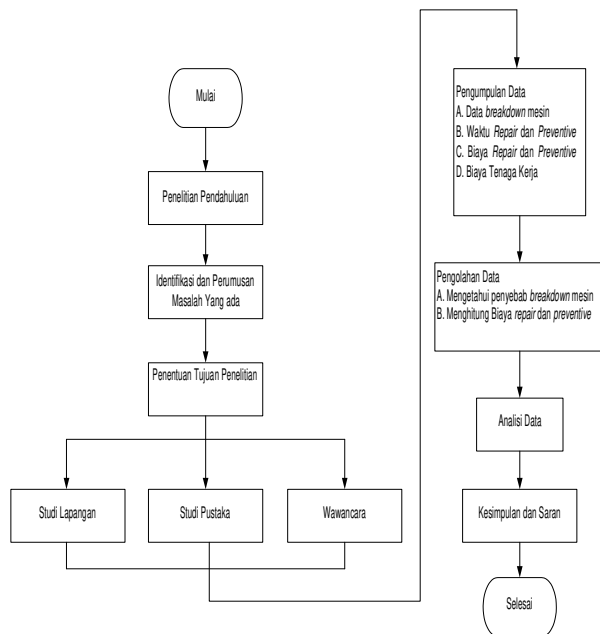 Mulai
Penelitian Pendahuluan
Identifikasi dan Perumusan
Masalah Yang ada
Penentuan Tujuan Penelitian
Studi Lapangan
Studi Pustaka
Wawancara
Pengumpulan Data
A. Data breakdown mesin
B. Waktu Repair dan Preventive
C. Biaya Repair dan Preventive
D. Biaya Tenaga Kerja
Pengolahan Data
A. Mengetahui penyebab breakdown mesin
B. Menghitung Biaya repair dan preventive
Analisi Data
Kesimpulan dan Saran
Selesai